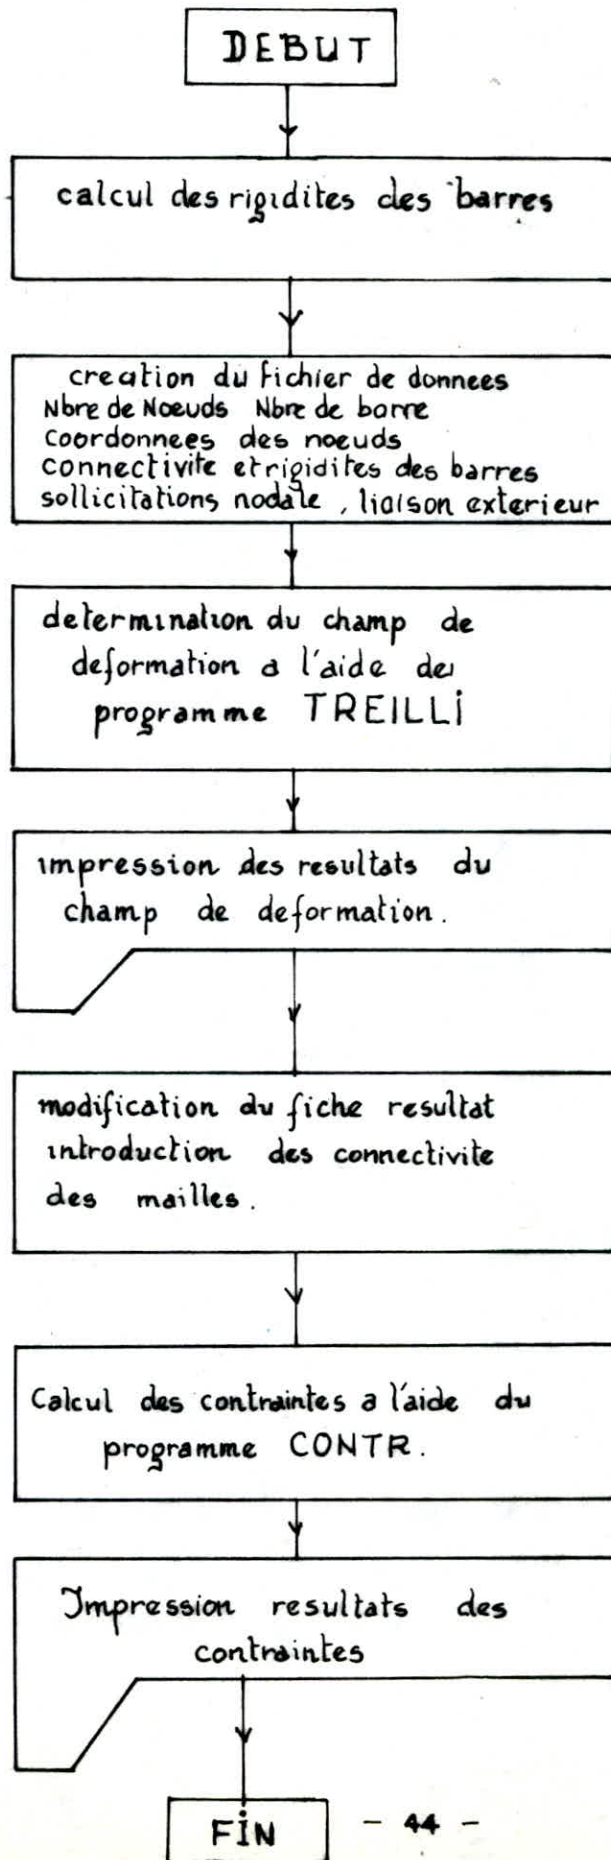 DEBUT
calcul des rigidites des barres
creation du fichier de donnees
Nbre de Noeuds Nbre de barre
Coordonnees des noeuds
connectivite et rigidites des barres
sollicitations nodale , liaison exterieur
determination du champ de
deformation a l'aide de
programme TREILLI
impression des resultats du
champ de deformation.
modification du fiche resultat
introduction des connectivite
des mailles.
Calcul des contraintes a l'aide du
programme CONTR.
Impression resultats des
contraintes
FIN
- 44 -